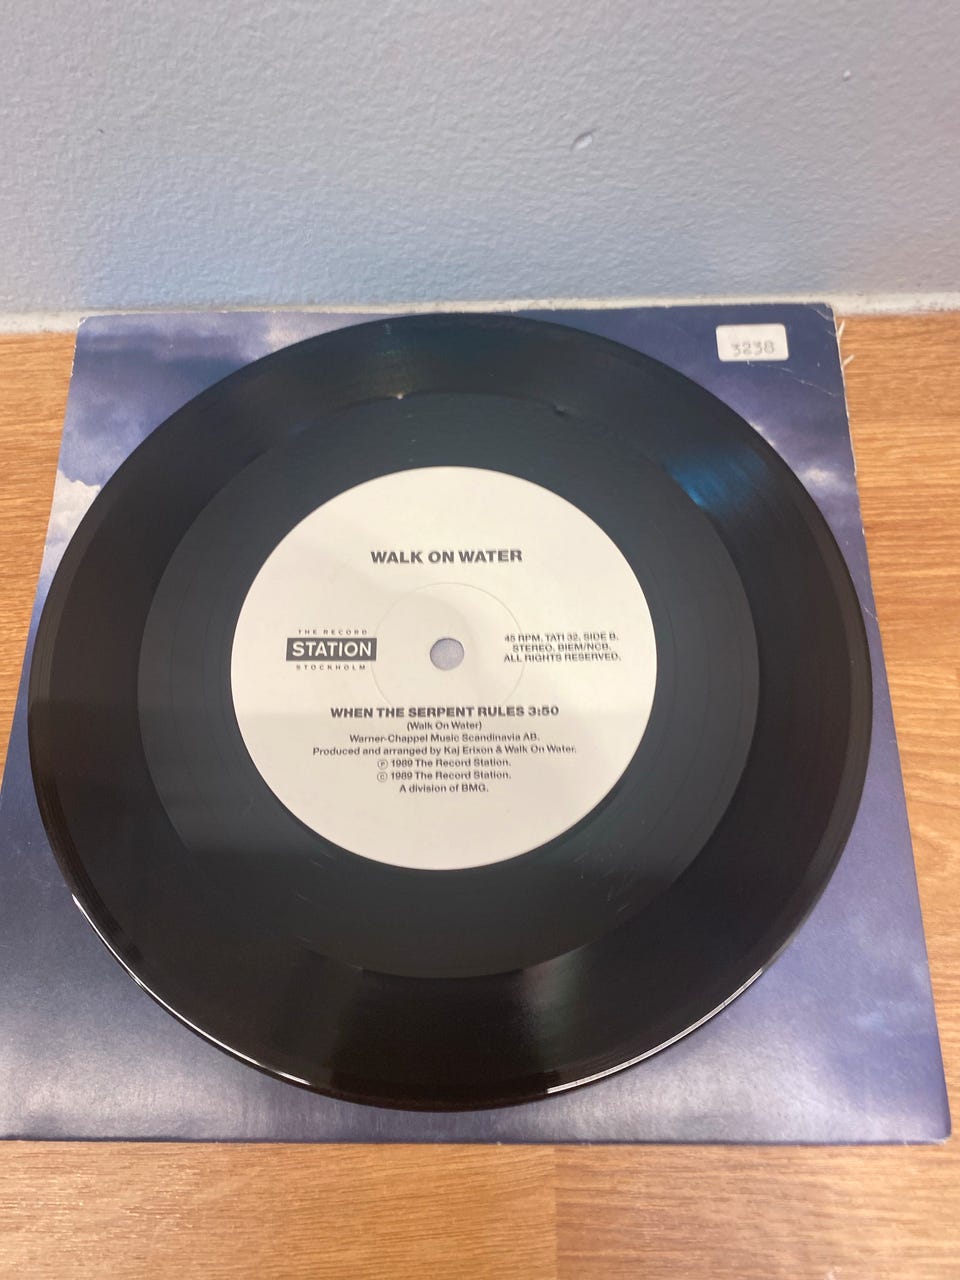 3238
WALK ON WATER
THE RECORD
STATION
STOCKHOLM
45 RPM, TATI 32, SIDE B.
STEREO, BIEM/NCB.
ALL RIGHTS RESERVED.
WHEN THE SERPENT RULES 3:50
(Walk On Water)
Warner-Chappel Music Scandinavia AB.
Produced and arranged by Kaj Erixon & Walk On Water.
Ⓟ 1989 The Record Station.
© 1989 The Record Station.
A division of BMG.